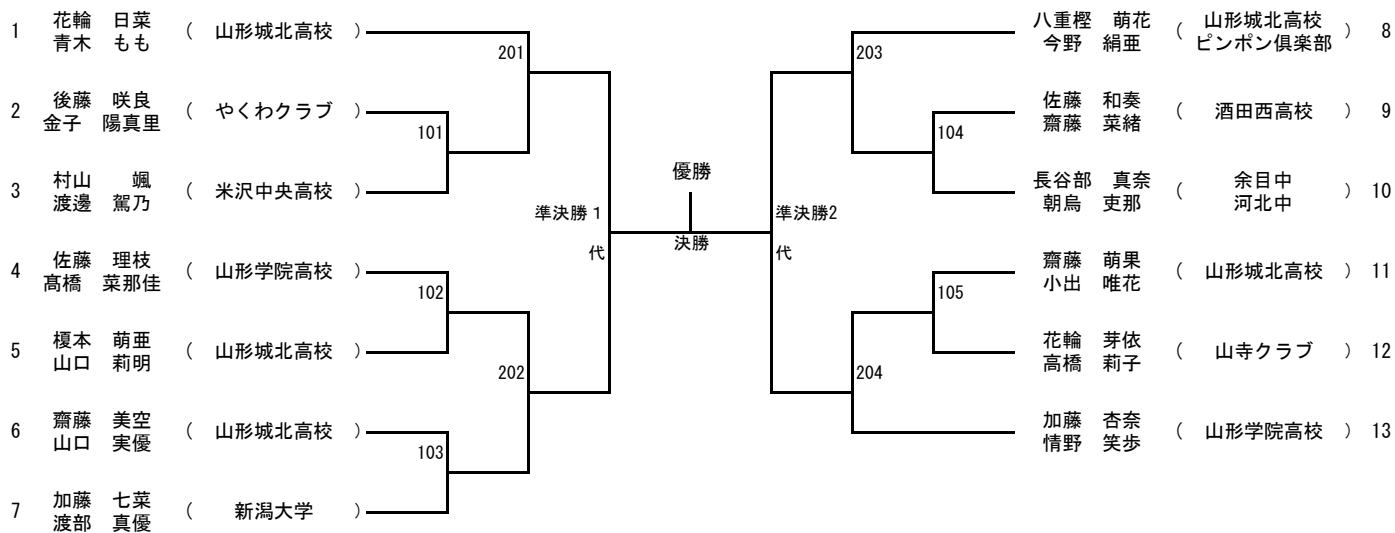 1 花輪 日菜 ( 山形城北高校 )
青木 もも
2 後藤 咲良 ( やくわクラブ )
金子 陽真里
3 村山 颯 ( 米沢中央高校 )
渡邊 駕乃
4 佐藤 理枝 ( 山形学院高校 )
髙橋 菜那佳
5 榎本 萌亜 ( 山形城北高校 )
山口 莉明
6 齋藤 美空 ( 山形城北高校 )
山口 実優
7 加藤 七菜 ( 新潟大学 )
渡部 真優
201
101
102
202
103
準決勝1
代
優勝
決勝
準決勝2
代
203
104
105
204
八重樫 萌花 ( 山形城北高校 ) 8
今野 絹亜 ピンポン倶楽部
佐藤 和奏 ( 酒田西高校 ) 9
齋藤 菜緒
長谷部 真奈 ( 余目中 ) 10
朝烏 吏那 河北中
齋藤 萌果 ( 山形城北高校 ) 11
小出 唯花
花輪 芽依 ( 山寺クラブ ) 12
高橋 莉子
加藤 杏奈 ( 山形学院高校 ) 13
情野 笑歩